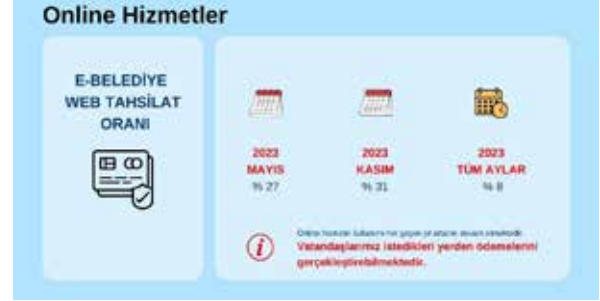 Online Hizmetler
E-BELEDİYE
WEB TAHSİLAT
ORANI
2023
MAYIS
% 27
2023
KASIM
% 31
2023
TÜM AYLAR
% 8
Vatandaşlarımız istedikleri yerden ödemelerini
gerçekleştirebilmektedir.